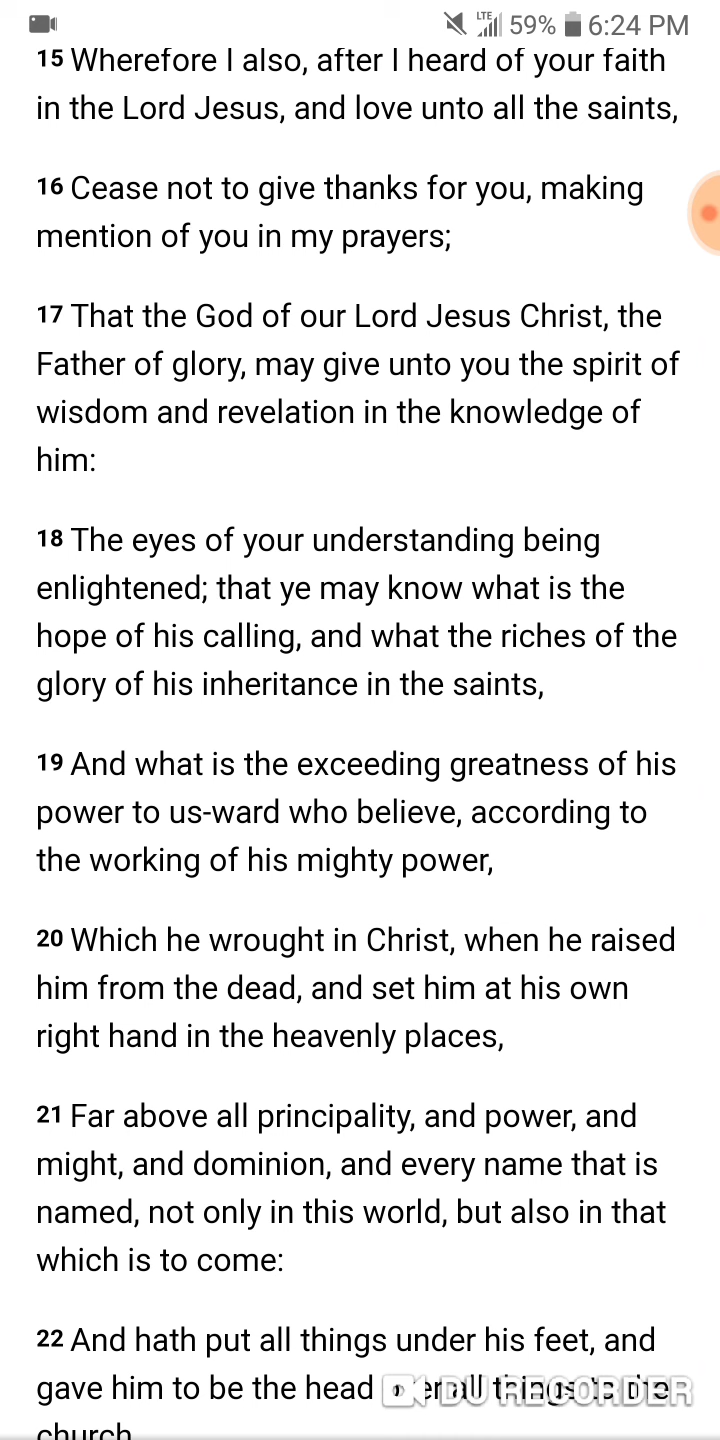 LTE 59% 6:24 PM
15 Wherefore I also, after I heard of your faith
in the Lord Jesus, and love unto all the saints,
16 Cease not to give thanks for you, making
mention of you in my prayers;
17 That the God of our Lord Jesus Christ, the
Father of glory, may give unto you the spirit of
wisdom and revelation in the knowledge of
him:
18 The eyes of your understanding being
enlightened; that ye may know what is the
hope of his calling, and what the riches of the
glory of his inheritance in the saints,
19 And what is the exceeding greatness of his
power to us-ward who believe, according to
the working of his mighty power,
20 Which he wrought in Christ, when he raised
him from the dead, and set him at his own
right hand in the heavenly places,
21 Far above all principality, and power, and
might, and dominion, and every name that is
named, not only in this world, but also in that
which is to come:
22 And hath put all things under his feet, and
gave him to be the head all things to the
DU RECORDER
church